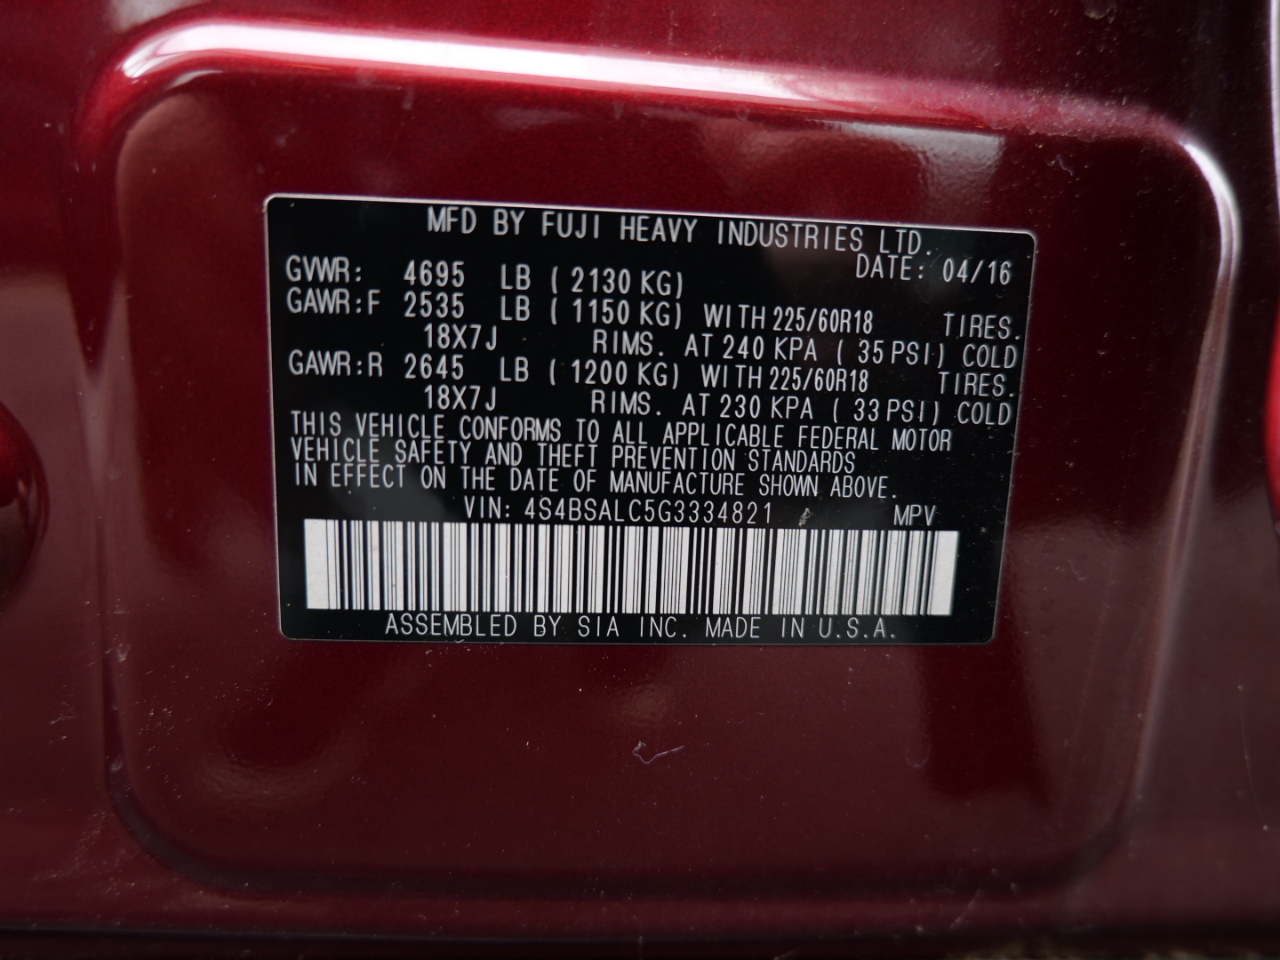 MFD BY FUJI HEAVY INDUSTRIES LTD.
DATE: 04/16
GVWR: 4695 LB ( 2130 KG)
GAWR:F 2535 LB ( 1150 KG) WITH 225/60R18 TIRES.
18X7J RIMS. AT 240 KPA ( 35 PSI) COLD
GAWR:R 2645 LB ( 1200 KG) WITH 225/60R18 TIRES.
18X7J RIMS. AT 230 KPA ( 33 PSI) COLD
THIS VEHICLE CONFORMS TO ALL APPLICABLE FEDERAL MOTOR
VEHICLE SAFETY AND THEFT PREVENTION STANDARDS
IN EFFECT ON THE DATE OF MANUFACTURE SHOWN ABOVE.
VIN: 4S4BSALC5G3334821 MPV
ASSEMBLED BY SIA INC. MADE IN U.S.A.